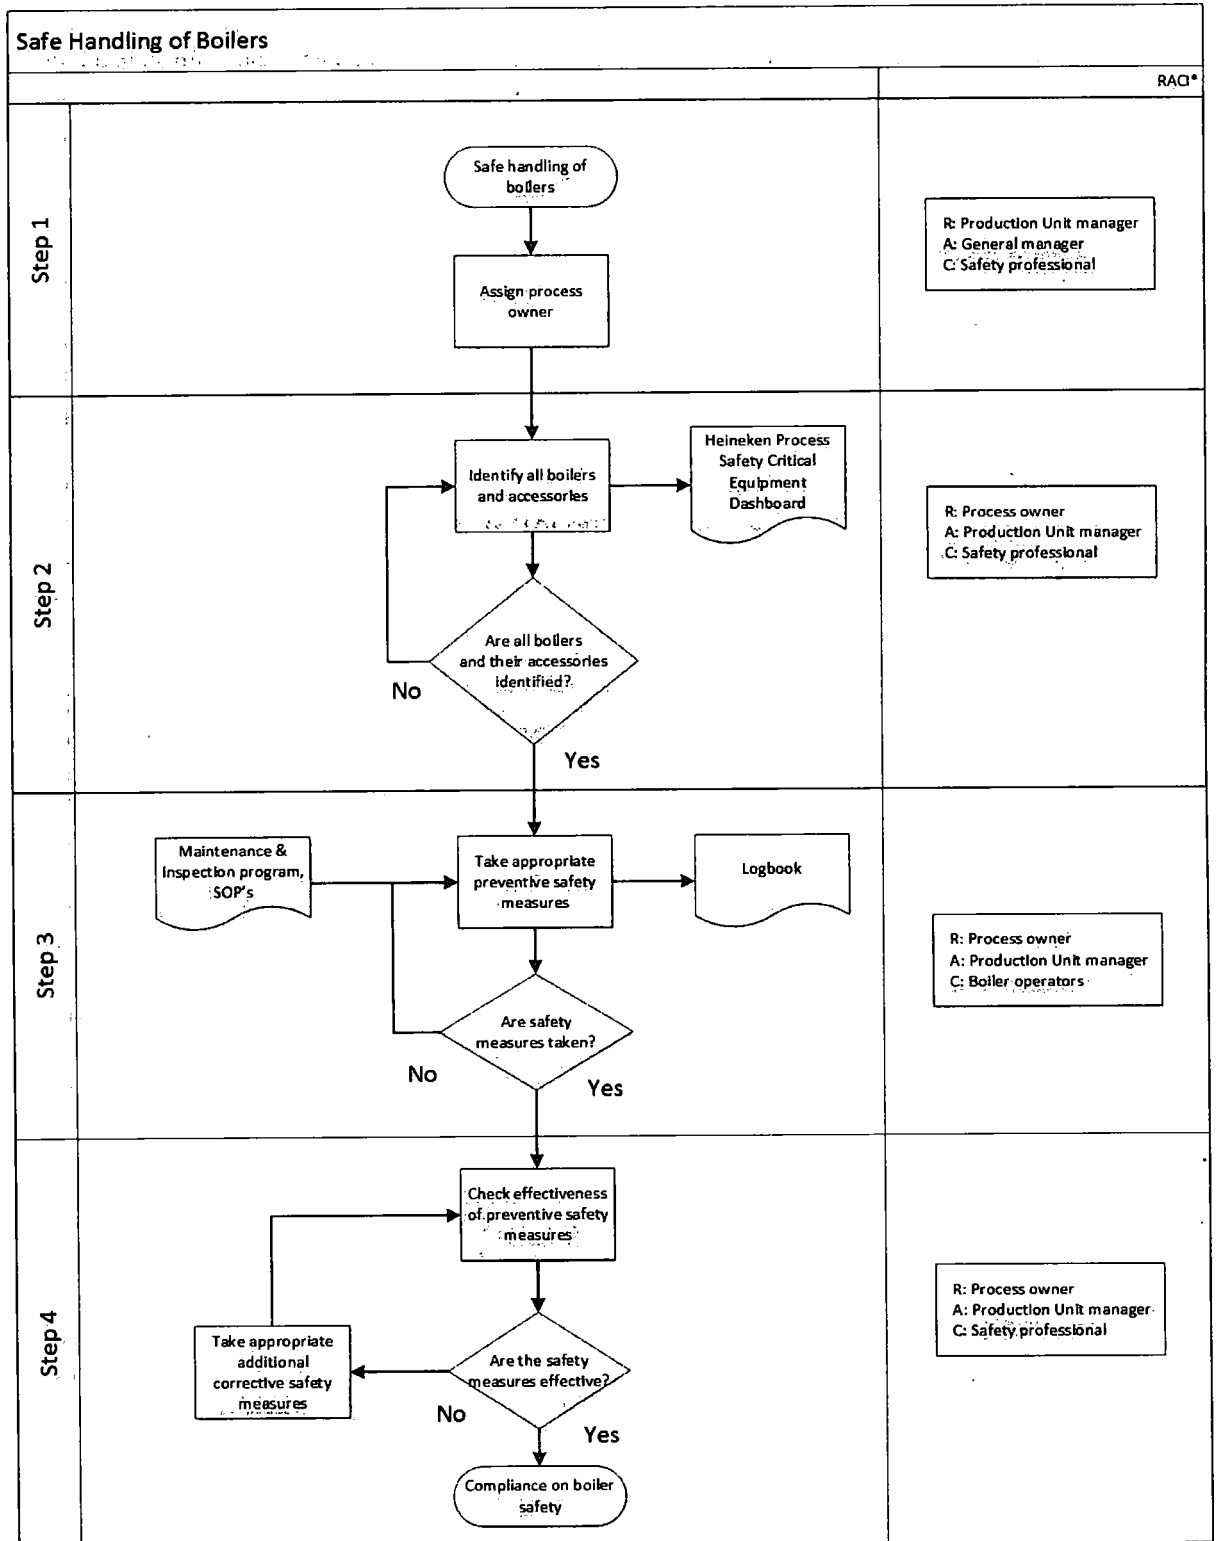 Safe Handling of Boilers
RACI*
Step 1
Safe handling of
boilers
Assign process
owner
R: Production Unit manager
A: General manager
C: Safety professional
Step 2
Identify all boilers
and accessories
Heineken Process
Safety Critical
Equipment
Dashboard
Are all boilers
and their accessories
identified?
No
Yes
R: Process owner
A: Production Unit manager
C: Safety professional
Step 3
Maintenance &
Inspection program,
SOP's
Take appropriate
preventive safety
measures
Logbook
Are safety
measures taken?
No
Yes
R: Process owner
A: Production Unit manager
C: Boiler operators
Step 4
Check effectiveness
of preventive safety
measures
Take appropriate
additional
corrective safety
measures
Are the safety
measures effective?
No
Yes
Compliance on boiler
safety
R: Process owner
A: Production Unit manager
C: Safety professional